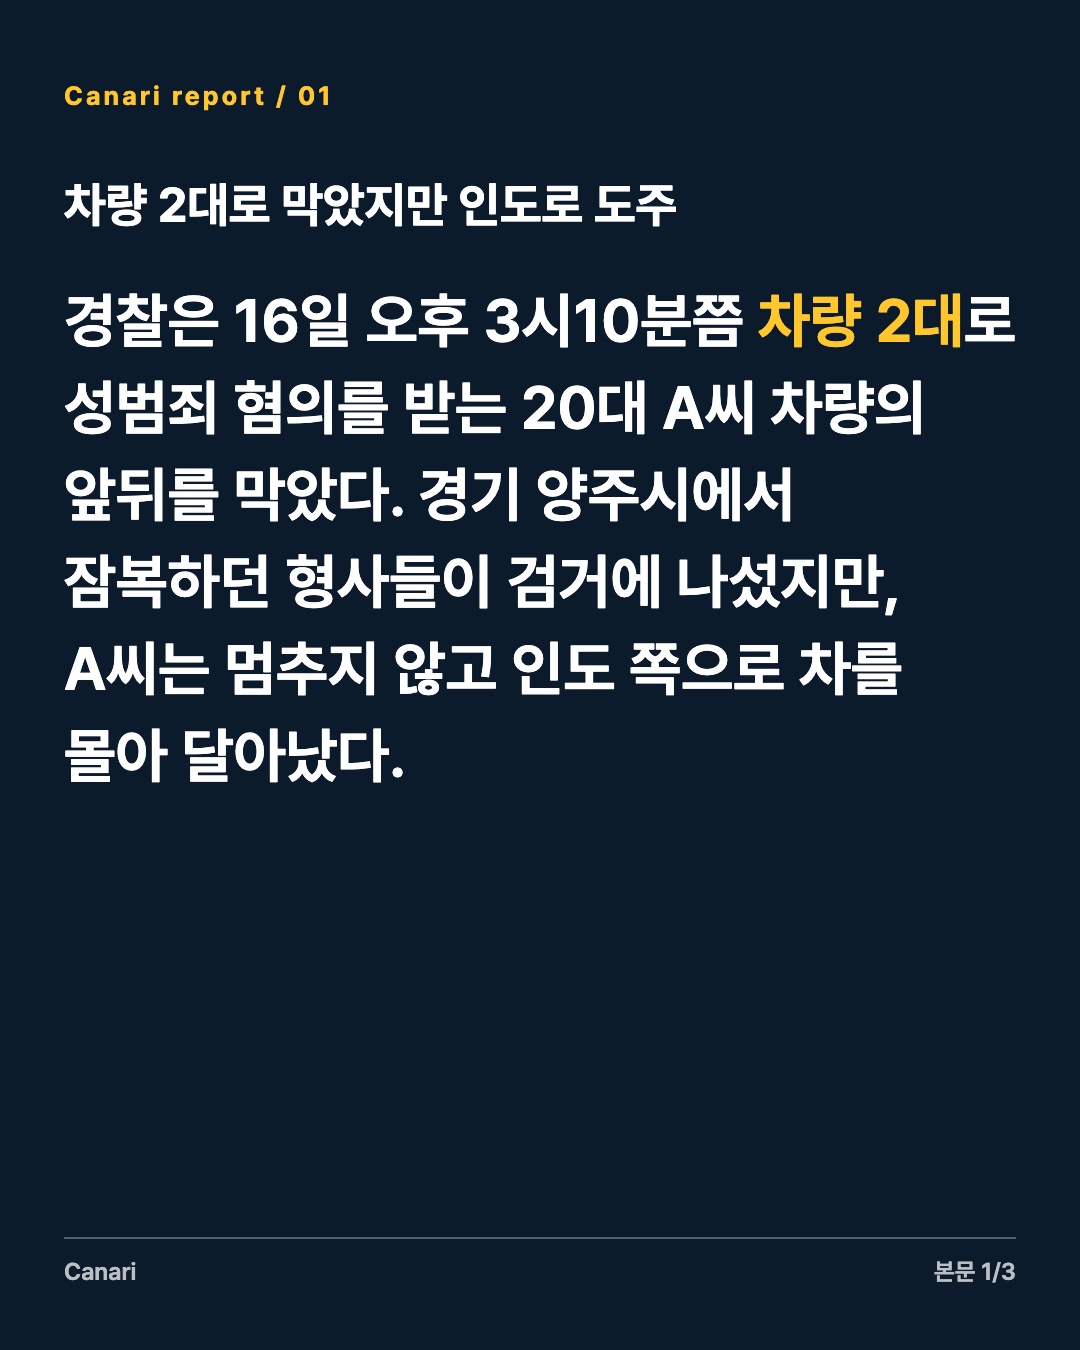 Canari report / 01
차량 2대로 막았지만 인도로 도주
경찰은 16일 오후 3시10분쯤 차량 2대로
성범죄 혐의를 받는 20대 A씨 차량의
앞뒤를 막았다. 경기 양주시에서
잠복하던 형사들이 검거에 나섰지만,
A씨는 멈추지 않고 인도 쪽으로 차를
몰아 달아났다.
Canari
본문 1/3